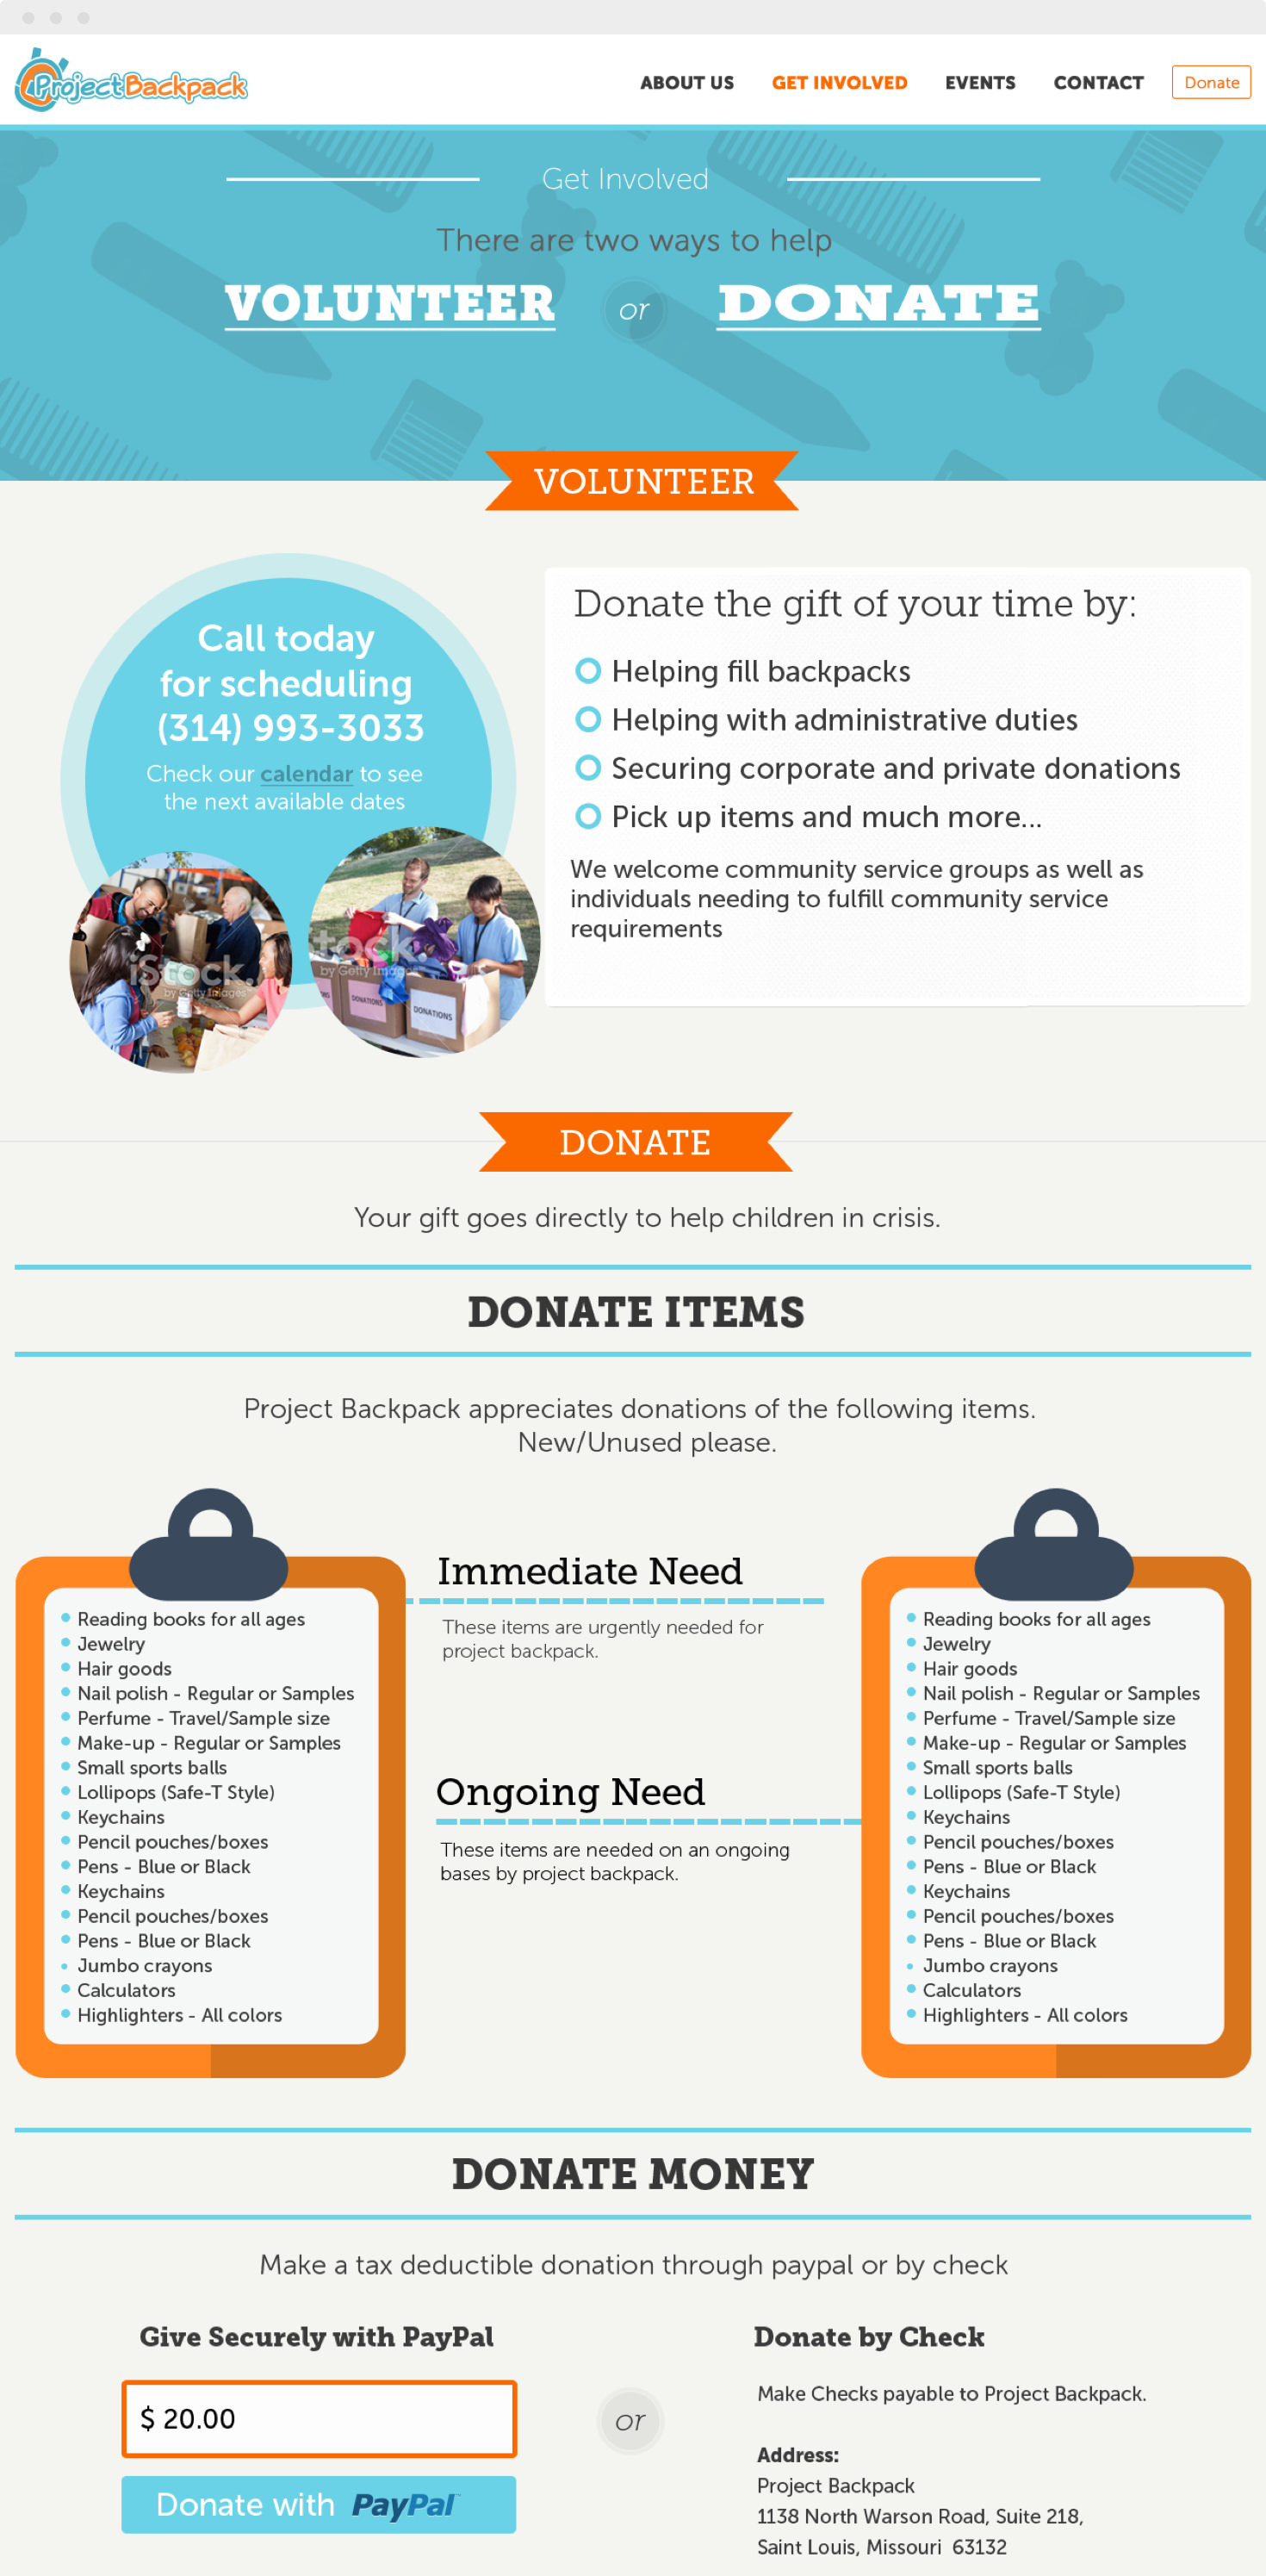 Project Backpack
ABOUT US GET INVOLVED EVENTS CONTACT Donate
Get Involved
There are two ways to help
VOLUNTEER or DONATE
VOLUNTEER
Call today
for scheduling
(314) 993-3033
Check our calendar to see
the next available dates
iStock
by Getty Images
tock
by Getty Images
DONATIONS
DONATIONS
Donate the gift of your time by:
Helping fill backpacks
Helping with administrative duties
Securing corporate and private donations
Pick up items and much more...
We welcome community service groups as well as
individuals needing to fulfill community service
requirements
DONATE
Your gift goes directly to help children in crisis.
DONATE ITEMS
Project Backpack appreciates donations of the following items.
New/Unused please.
Reading books for all ages
Jewelry
Hair goods
Nail polish - Regular or Samples
Perfume - Travel/Sample size
Make-up - Regular or Samples
Small sports balls
Lollipops (Safe-T Style)
Keychains
Pencil pouches/boxes
Pens - Blue or Black
Keychains
Pencil pouches/boxes
Pens - Blue or Black
Jumbo crayons
Calculators
Highlighters - All colors
Immediate Need
These items are urgently needed for
project backpack.
Ongoing Need
These items are needed on an ongoing
bases by project backpack.
Reading books for all ages
Jewelry
Hair goods
Nail polish - Regular or Samples
Perfume - Travel/Sample size
Make-up - Regular or Samples
Small sports balls
Lollipops (Safe-T Style)
Keychains
Pencil pouches/boxes
Pens - Blue or Black
Keychains
Pencil pouches/boxes
Pens - Blue or Black
Jumbo crayons
Calculators
Highlighters - All colors
DONATE MONEY
Make a tax deductible donation through paypal or by check
Give Securely with PayPal
$ 20.00
Donate with PayPal
or
Donate by Check
Make Checks payable to Project Backpack.
Address:
Project Backpack
1138 North Warson Road, Suite 218,
Saint Louis, Missouri 63132